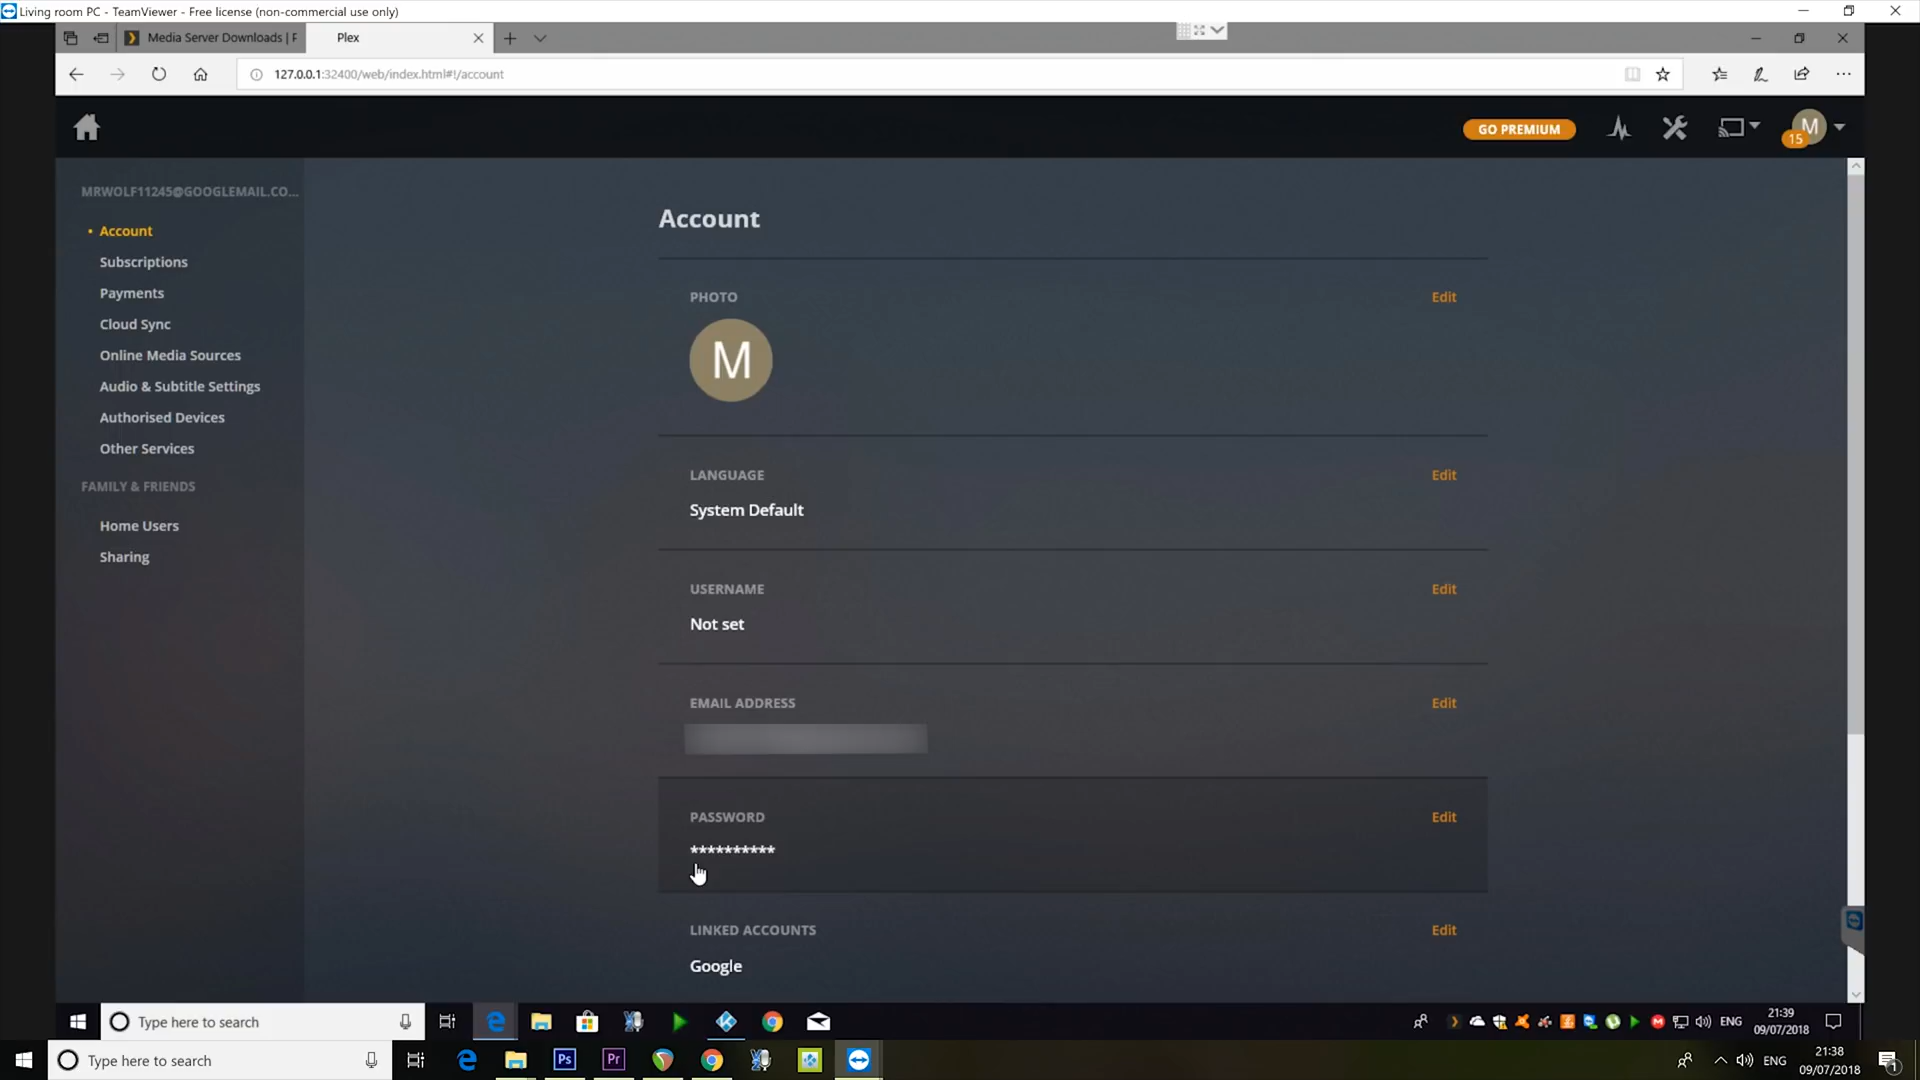 Living room PC - TeamViewer - Free license (non-commercial use only)
Media Server Downloads | P
Plex
127.0.0.1:32400/web/index.html#!/account
GO PREMIUM
M
15
MRWOLF11245@GOOGLEMAIL.CO...
Account
Subscriptions
Payments
Cloud Sync
Online Media Sources
Audio & Subtitle Settings
Authorised Devices
Other Services
FAMILY & FRIENDS
Home Users
Sharing
Account
PHOTO Edit
M
LANGUAGE Edit
System Default
USERNAME Edit
Not set
EMAIL ADDRESS Edit
PASSWORD Edit
**********
LINKED ACCOUNTS Edit
Google
Type here to search
ENG
21:39
09/07/2018
Type here to search
Ps
Pr
ENG
21:38
09/07/2018
1